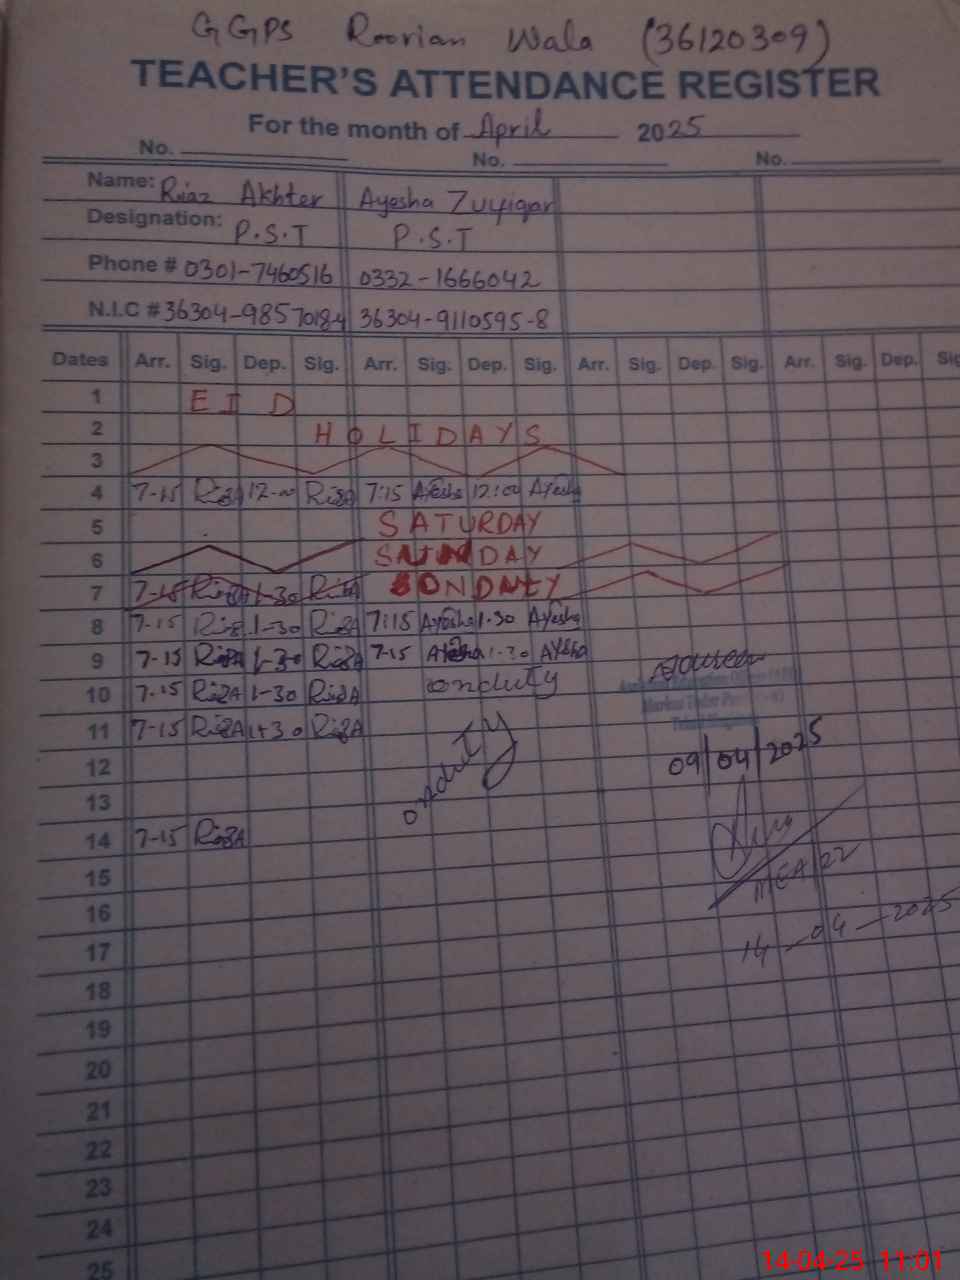 GGPS Roorian Wala (36120309)
TEACHER'S ATTENDANCE REGISTER
For the month of April 2025
No. No. No.
Name: Riaz Akhter Ayesha Zulfiqar
Designation: P.S.T P.S.T
Phone # 0301-7460516 0332-1666042
N.I.C # 36304-9110595-8
Dates Arr. Sig. Dep. Sig. Arr. Sig. Dep. Sig. Arr. Sig. Dep. Sig. Arr. Sig. Dep. Sig
1 EID
2 HOLIDAYS
3
4 7-15 12-00 7:15 Ayesha 12:00 Ayesha
5 SATURDAY
6 SUNDAY
7 7-15 1-30
8 7-15 1-30 7:15 Ayesha 1.30 Ayesha
9 7-15 1-30 7-15 1-30 Ayesha
10 7-15 RiazA 1-30 RiazA onduty
11 7-15 RiazA 1-30 RiazA onduty
12 09/04/2025
13
14 7-15 RiazA
15 MEA 22
16 14-04-2025
17
18
19
20
21
22
23
24
25
14-04-25 11:01